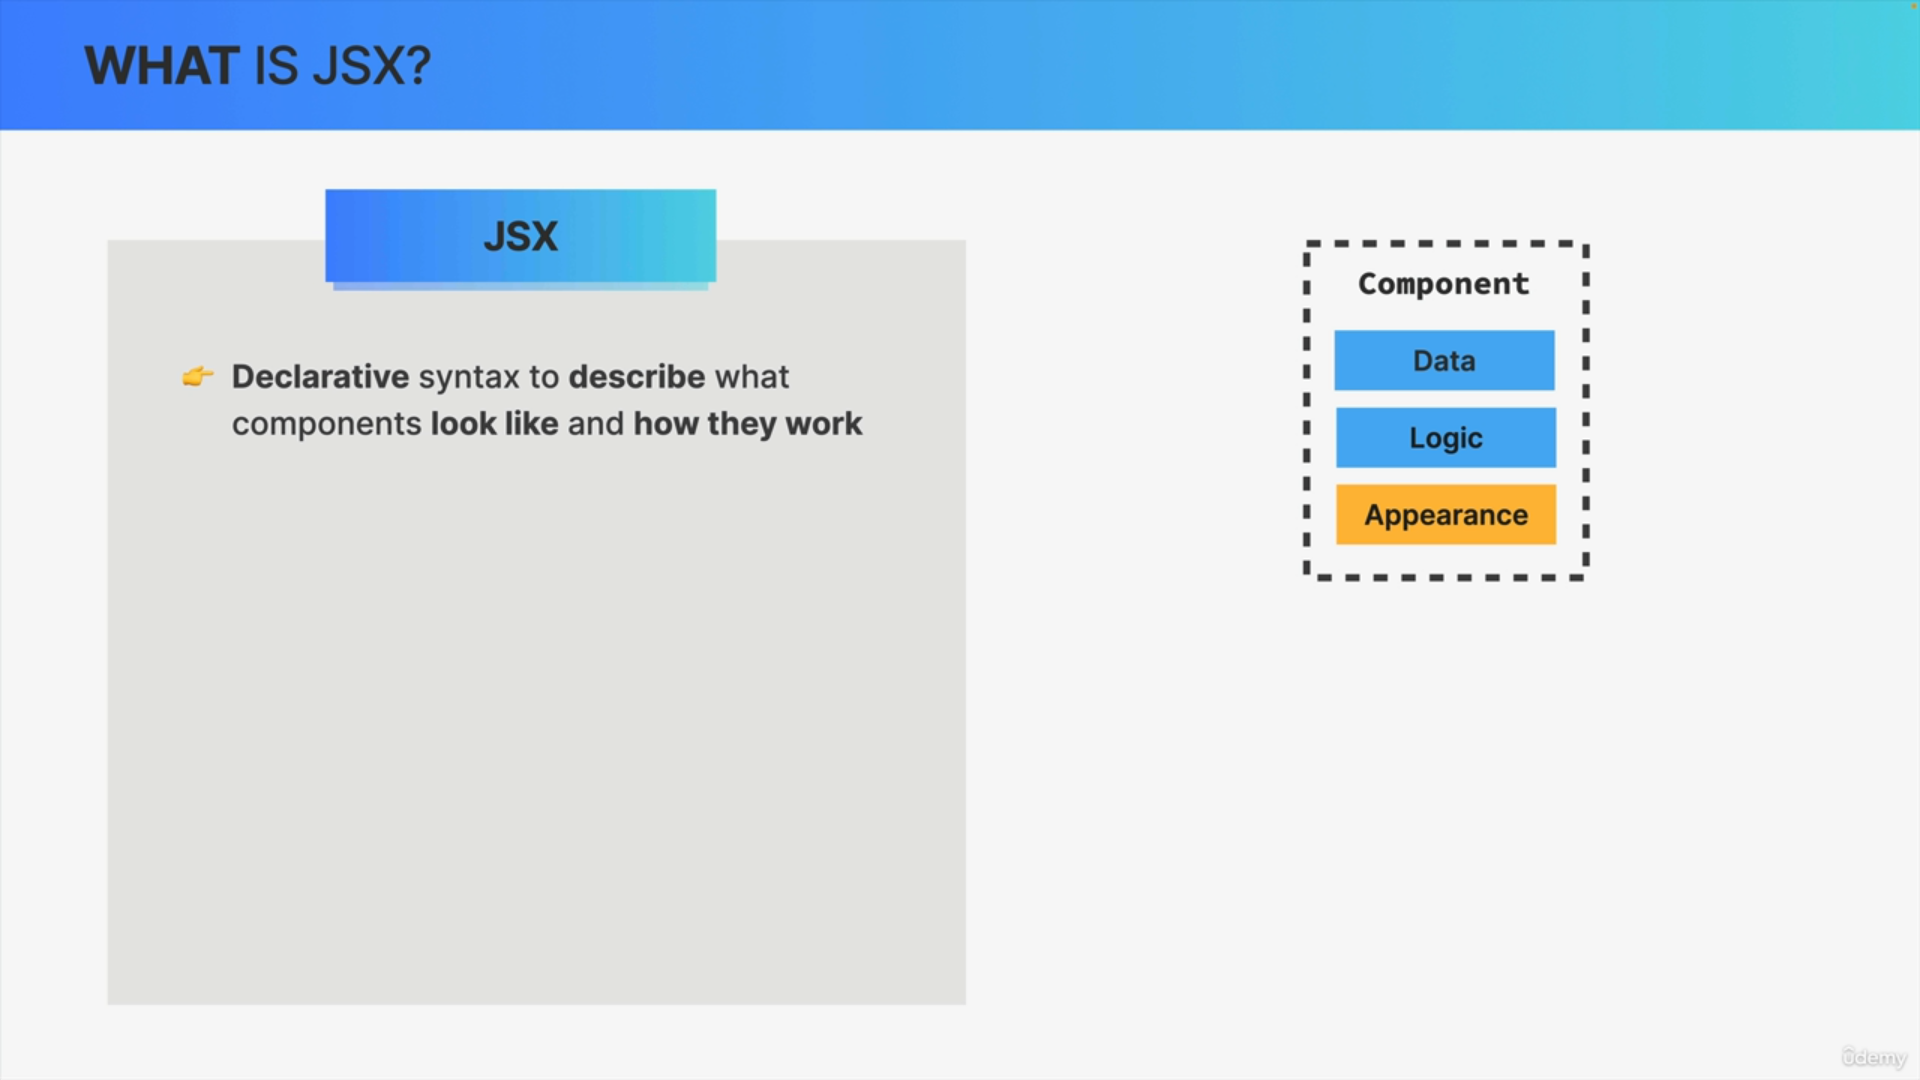 WHAT IS JSX?
JSX
👉 Declarative syntax to describe what
components look like and how they work
Component
Data
Logic
Appearance
ûdemy